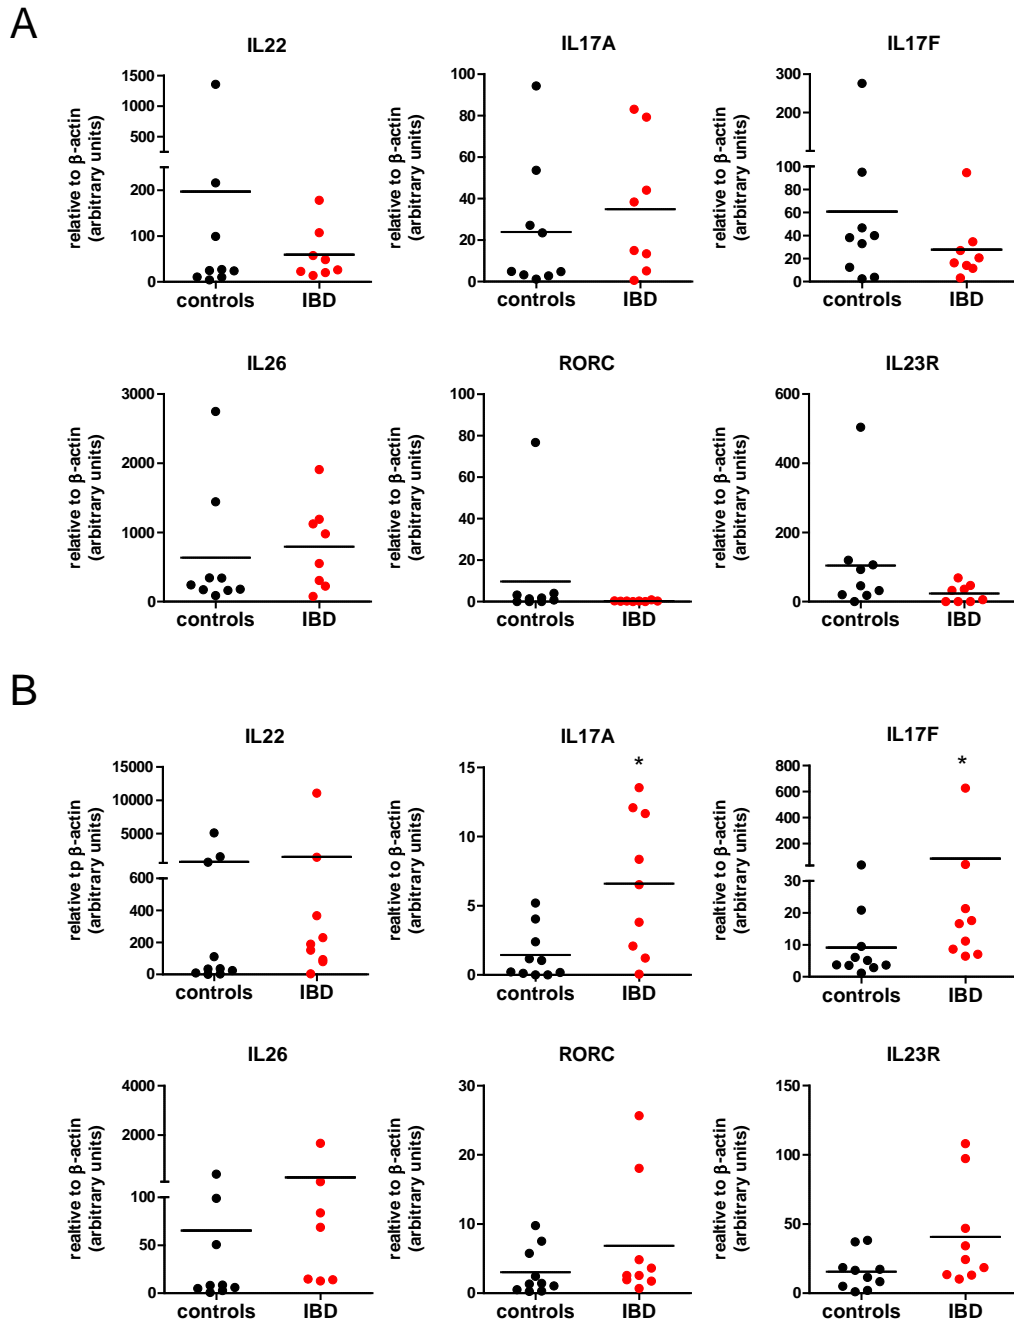 A
IL22
IL17A
IL17F
relative to β-actin
(arbitrary units)
1500
1000
500
200
100
0
controls
IBD
relative to β-actin
(arbitrary units)
100
80
60
40
20
0
controls
IBD
relative to β-actin
(arbitrary units)
300
200
100
80
60
40
20
0
controls
IBD
IL26
RORC
IL23R
relative to β-actin
(arbitrary units)
3000
2000
1000
0
controls
IBD
relative to β-actin
(arbitrary units)
100
80
60
40
20
0
controls
IBD
relative to β-actin
(arbitrary units)
600
400
200
0
controls
IBD
B
IL22
IL17A
IL17F
relative tp β-actin
(arbitrary units)
15000
10000
5000
600
400
200
0
controls
IBD
realtive to β-actin
(arbitrary units)
15
10
5
0
*
controls
IBD
realtive to β-actin
(arbitrary units)
800
600
400
200
30
20
10
0
*
controls
IBD
IL26
RORC
IL23R
realtive to β-actin
(arbitrary units)
4000
2000
100
50
0
controls
IBD
realtive to β-actin
(arbitrary units)
30
20
10
0
controls
IBD
realtive to β-actin
(arbitrary units)
150
100
50
0
controls
IBD